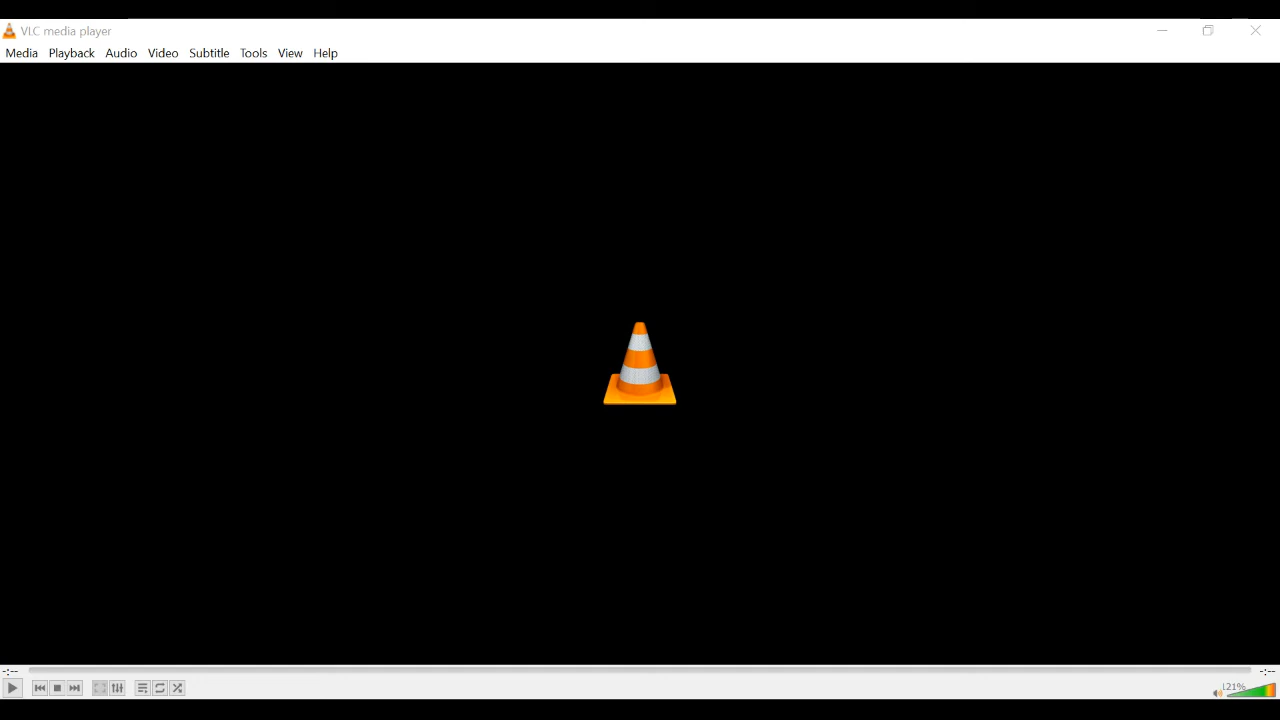 VLC media player
Media Playback Audio Video Subtitle Tools View Help
-:--
-:--
121%